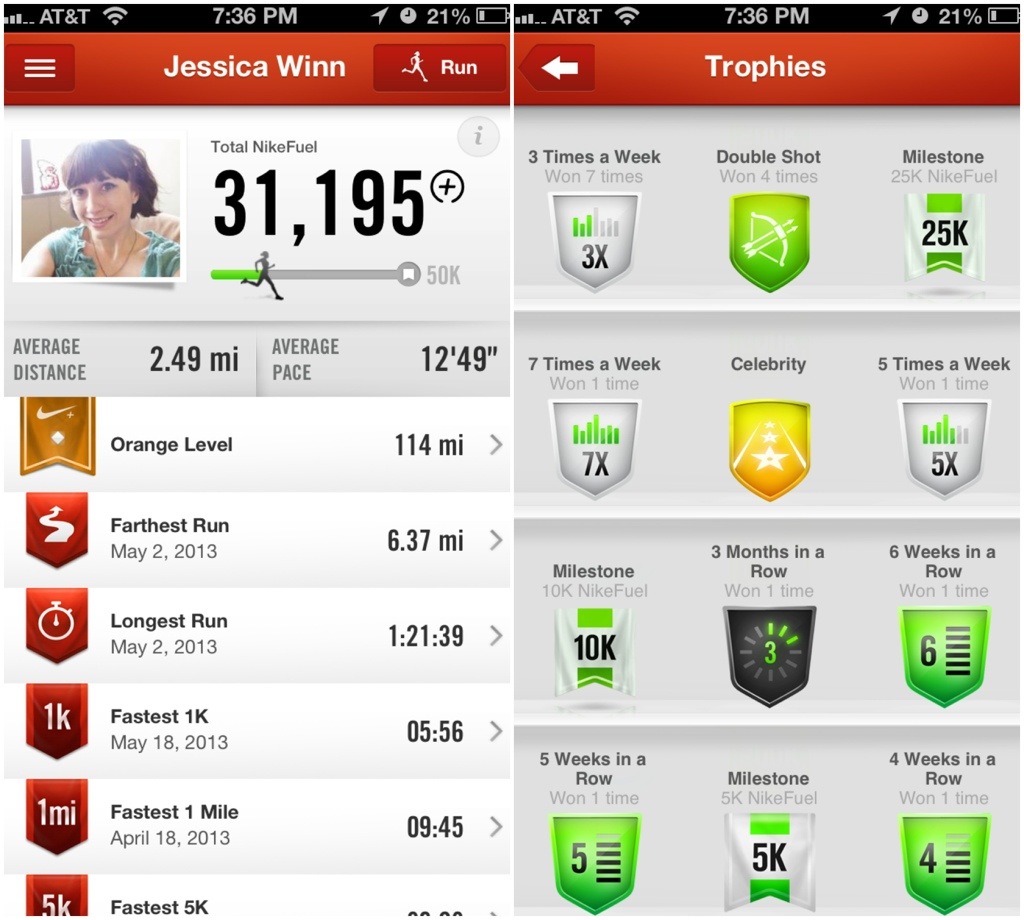 AT&T 7:36 PM 21%
Jessica Winn
Run
Total NikeFuel
31,195
50K
AVERAGE DISTANCE 2.49 mi
AVERAGE PACE 12'49"
Orange Level 114 mi
Farthest Run
May 2, 2013
6.37 mi
Longest Run
May 2, 2013
1:21:39
1k
Fastest 1K
May 18, 2013
05:56
1mi
Fastest 1 Mile
April 18, 2013
09:45
5k
Fastest 5K
AT&T 7:36 PM 21%
Trophies
3 Times a Week
Won 7 times
3X
Double Shot
Won 4 times
Milestone
25K NikeFuel
25K
7 Times a Week
Won 1 time
7X
Celebrity
5 Times a Week
Won 1 time
5X
Milestone
10K NikeFuel
10K
3 Months in a
Row
Won 1 time
3
6 Weeks in a
Row
Won 1 time
6
5 Weeks in a
Row
Won 1 time
5
Milestone
5K NikeFuel
5K
4 Weeks in a
Row
Won 1 time
4